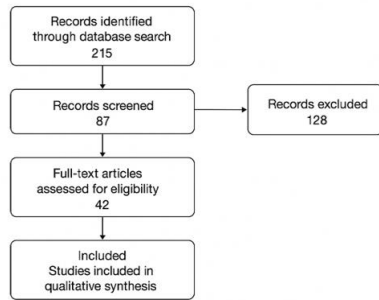 Records identified
through database search
215
Records screened
87
Records excluded
128
Full-text articles
assessed for eligibility
42
Included
Studies included in
qualitative synthesis